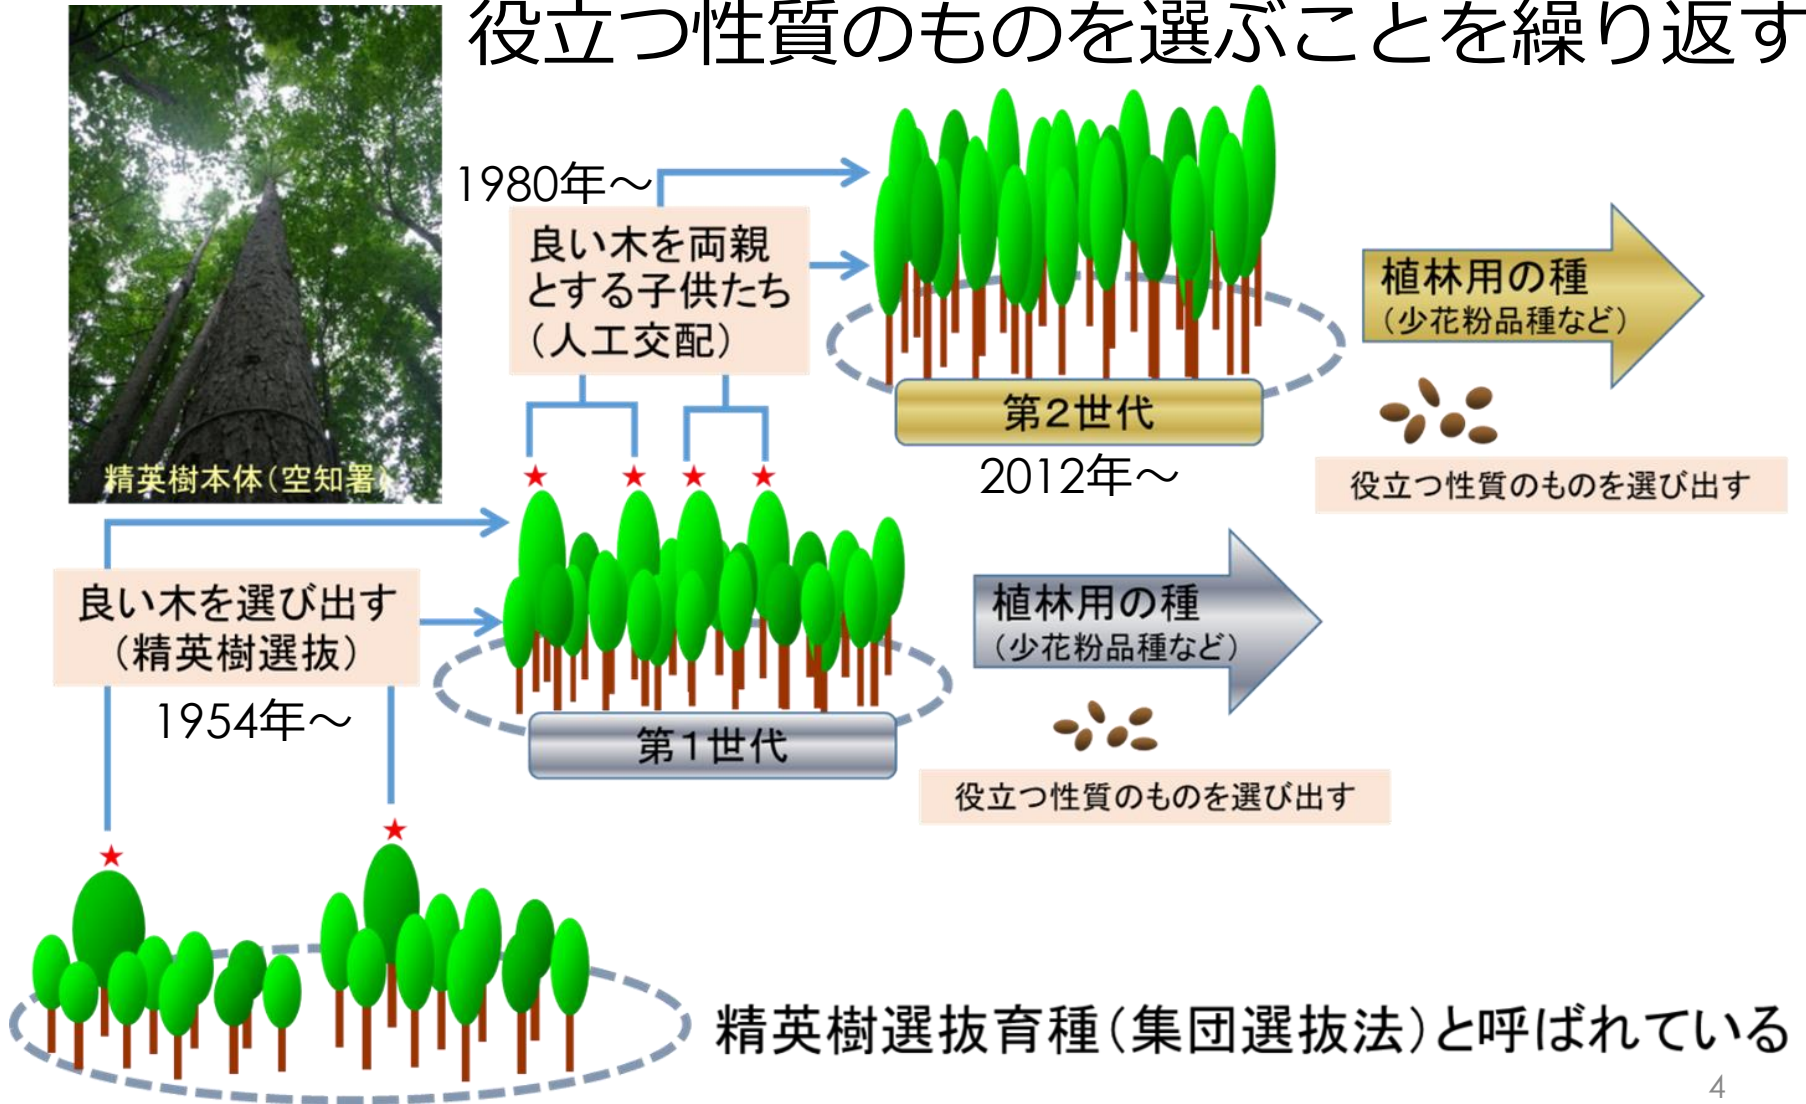 役立つ性質のものを選ぶことを繰り返す
精英樹本体(空知署)
1980年～
良い木を両親
とする子供たち
(人工交配)
第2世代
2012年～
植林用の種
(少花粉品種など)
役立つ性質のものを選び出す
良い木を選び出す
(精英樹選抜)
1954年～
第1世代
植林用の種
(少花粉品種など)
役立つ性質のものを選び出す
精英樹選抜育種(集団選抜法)と呼ばれている
4